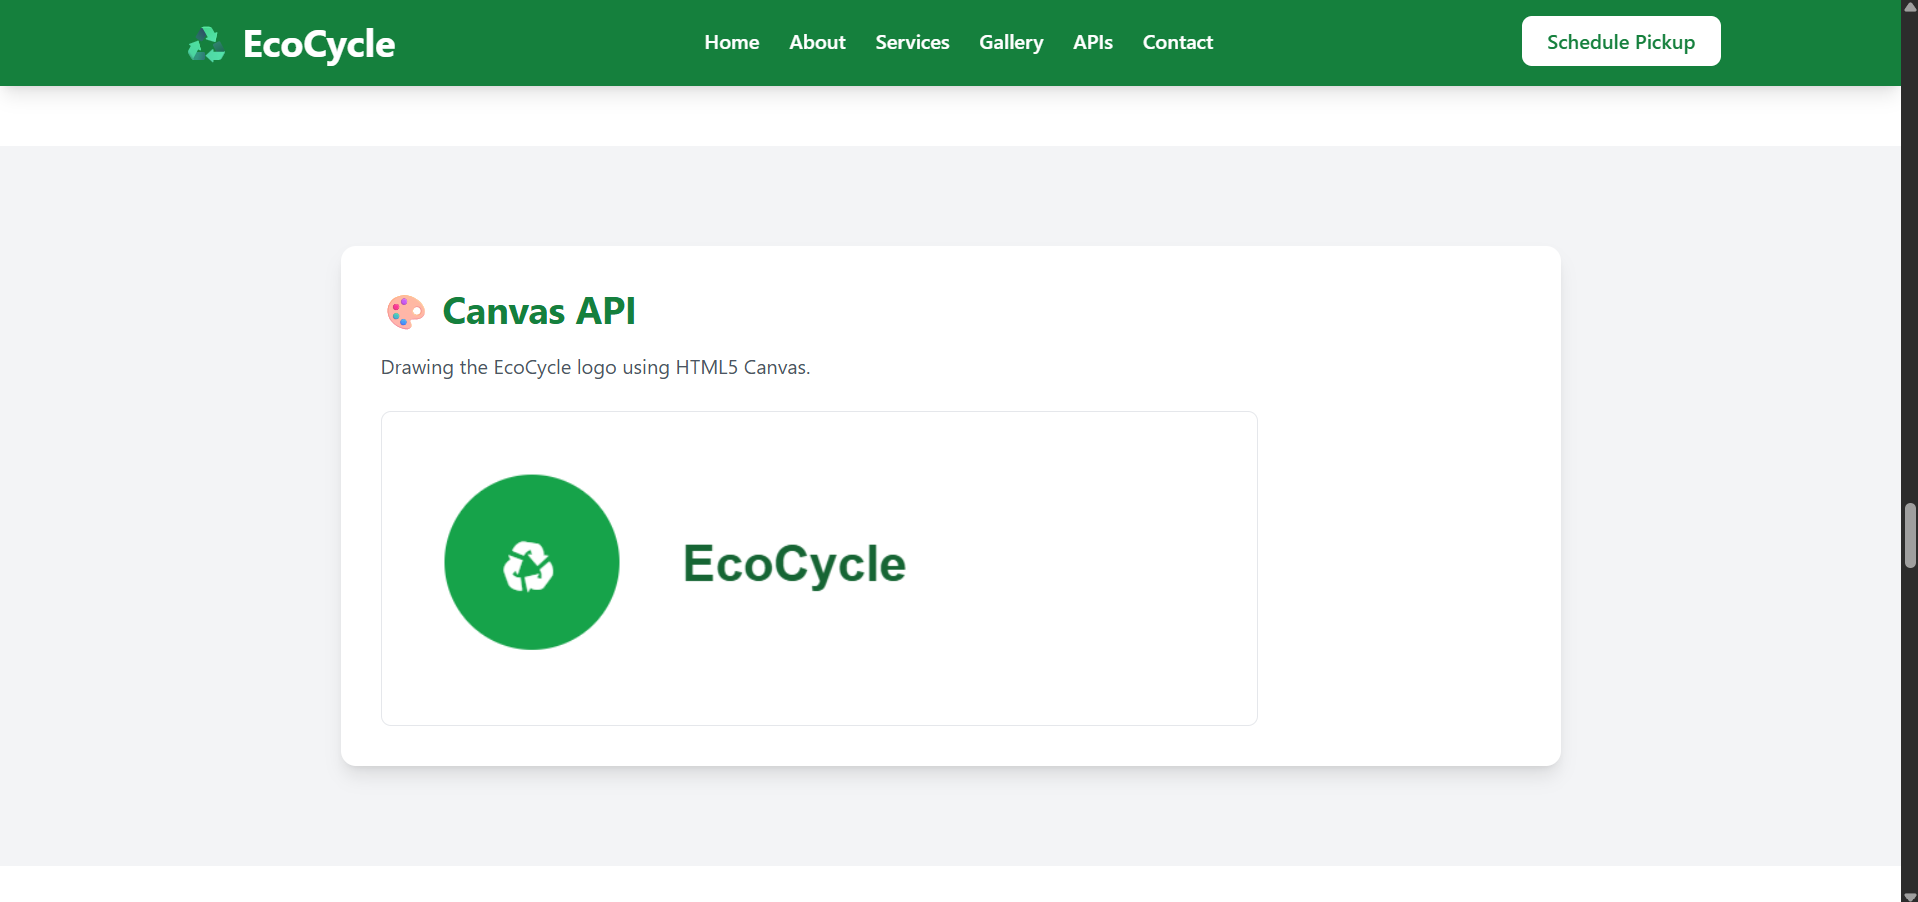 EcoCycle
Home About Services Gallery APIs Contact
Schedule Pickup
Canvas API
Drawing the EcoCycle logo using HTML5 Canvas.
EcoCycle